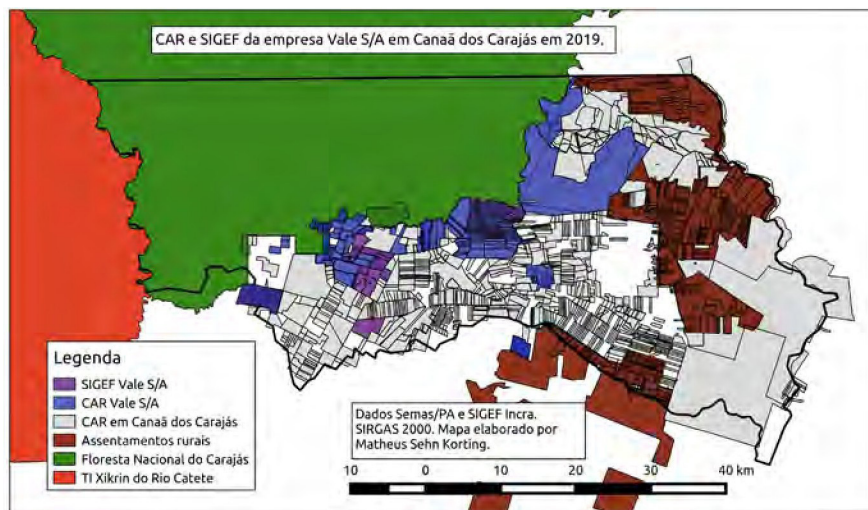 CAR e SIGEF da empresa Vale S/A em Canaã dos Carajás em 2019.
Legenda
SIGEF Vale S/A
CAR Vale S/A
CAR em Canaã dos Carajás
Assentamentos rurais
Floresta Nacional do Carajás
TI Xikrin do Rio Catete
Dados Semas/PA e SIGEF Incra.
SIRGAS 2000. Mapa elaborado por
Matheus Sehn Korting.
10 0 10 20 30 40 km